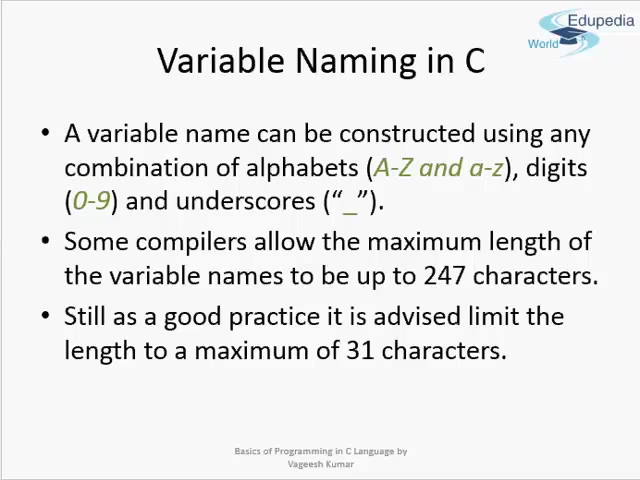 Edupedia
World
Variable Naming in C
• A variable name can be constructed using any
combination of alphabets (A-Z and a-z), digits
(0-9) and underscores (“_”).
• Some compilers allow the maximum length of
the variable names to be up to 247 characters.
• Still as a good practice it is advised limit the
length to a maximum of 31 characters.
Basics of Programming in C Language by
Vageesh Kumar